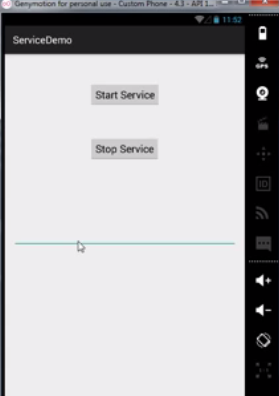 Genymotion for personal use - Custom Phone - 4.3 - API 1...
11:52
ServiceDemo
GPS
Start Service
Stop Service
ID